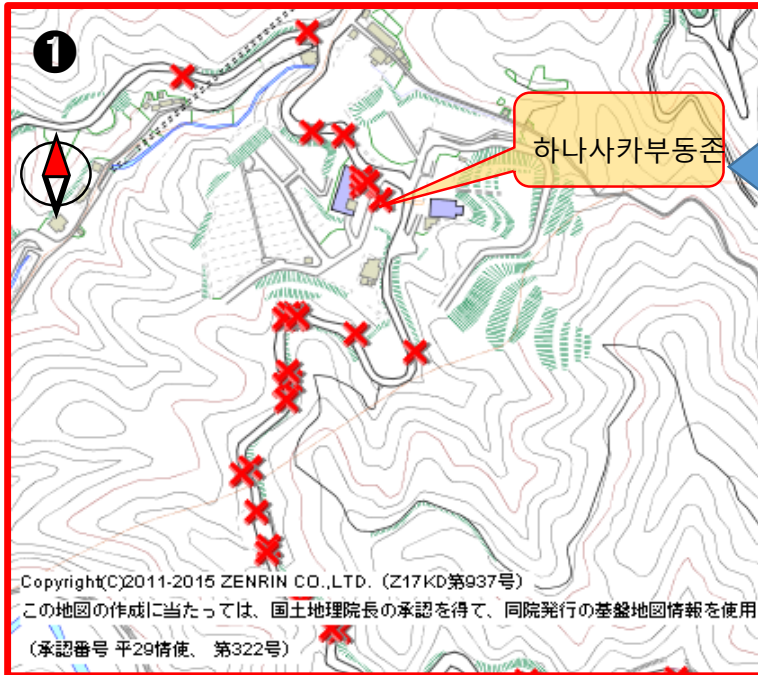 ❶
하나사카부동존
Copyright(C)2011-2015 ZENRIN CO.,LTD. (Z17KD第937号)
この地図の作成に当たっては、国土地理院長の承認を得て、同院発行の基盤地図情報を使用
(承認番号 平29情使、 第322号)